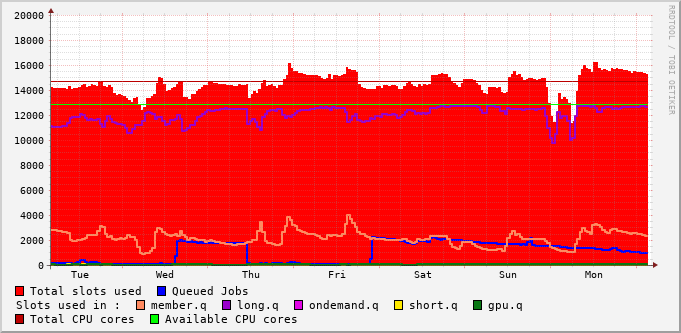 20000
18000
16000
14000
12000
10000
8000
6000
4000
2000
0
Tue Wed Thu Fri Sat Sun Mon
RRDTOOL / TOBI OETIKER
Total slots used Queued Jobs
Slots used in : member.q long.q ondemand.q short.q gpu.q
Total CPU cores Available CPU cores